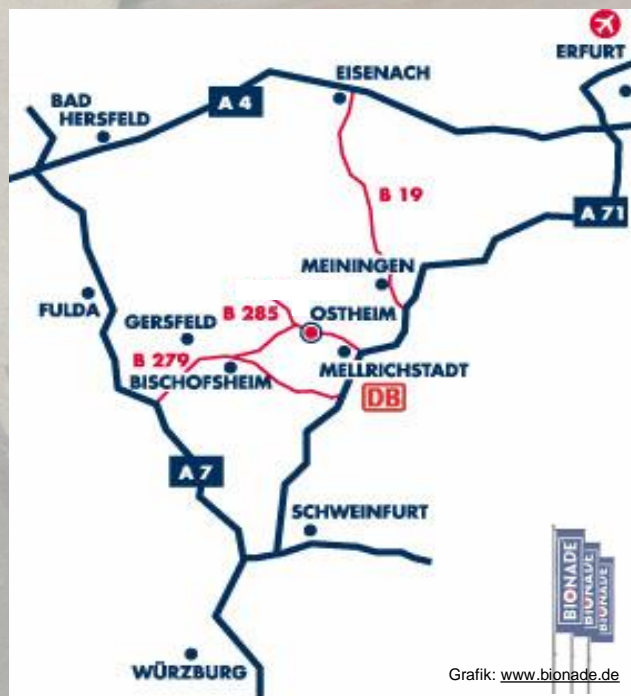 ERFURT
EISENACH
BAD
HERSFELD
A 4
B 19
A 71
MEININGEN
FULDA
B 285
OSTHEIM
GERSFELD
B 279
MELLRICHSTADT
BISCHOFSHEIM
DB
A 7
SCHWEINFURT
BIONADE
BIONADE
BIONADE
WÜRZBURG
Grafik: www.bionade.de